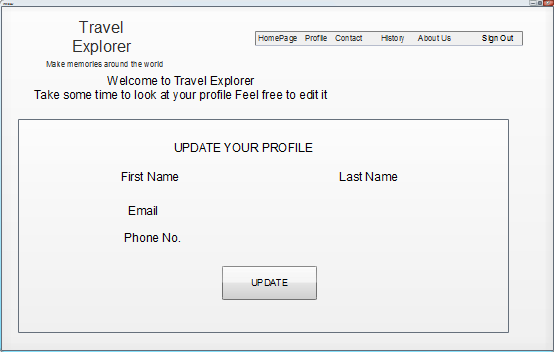 Travel
Explorer
Make memories around the world
HomePage Profile Contact History About Us Sign Out
Welcome to Travel Explorer
Take some time to look at your profile Feel free to edit it
UPDATE YOUR PROFILE
First Name Last Name
Email
Phone No.
UPDATE